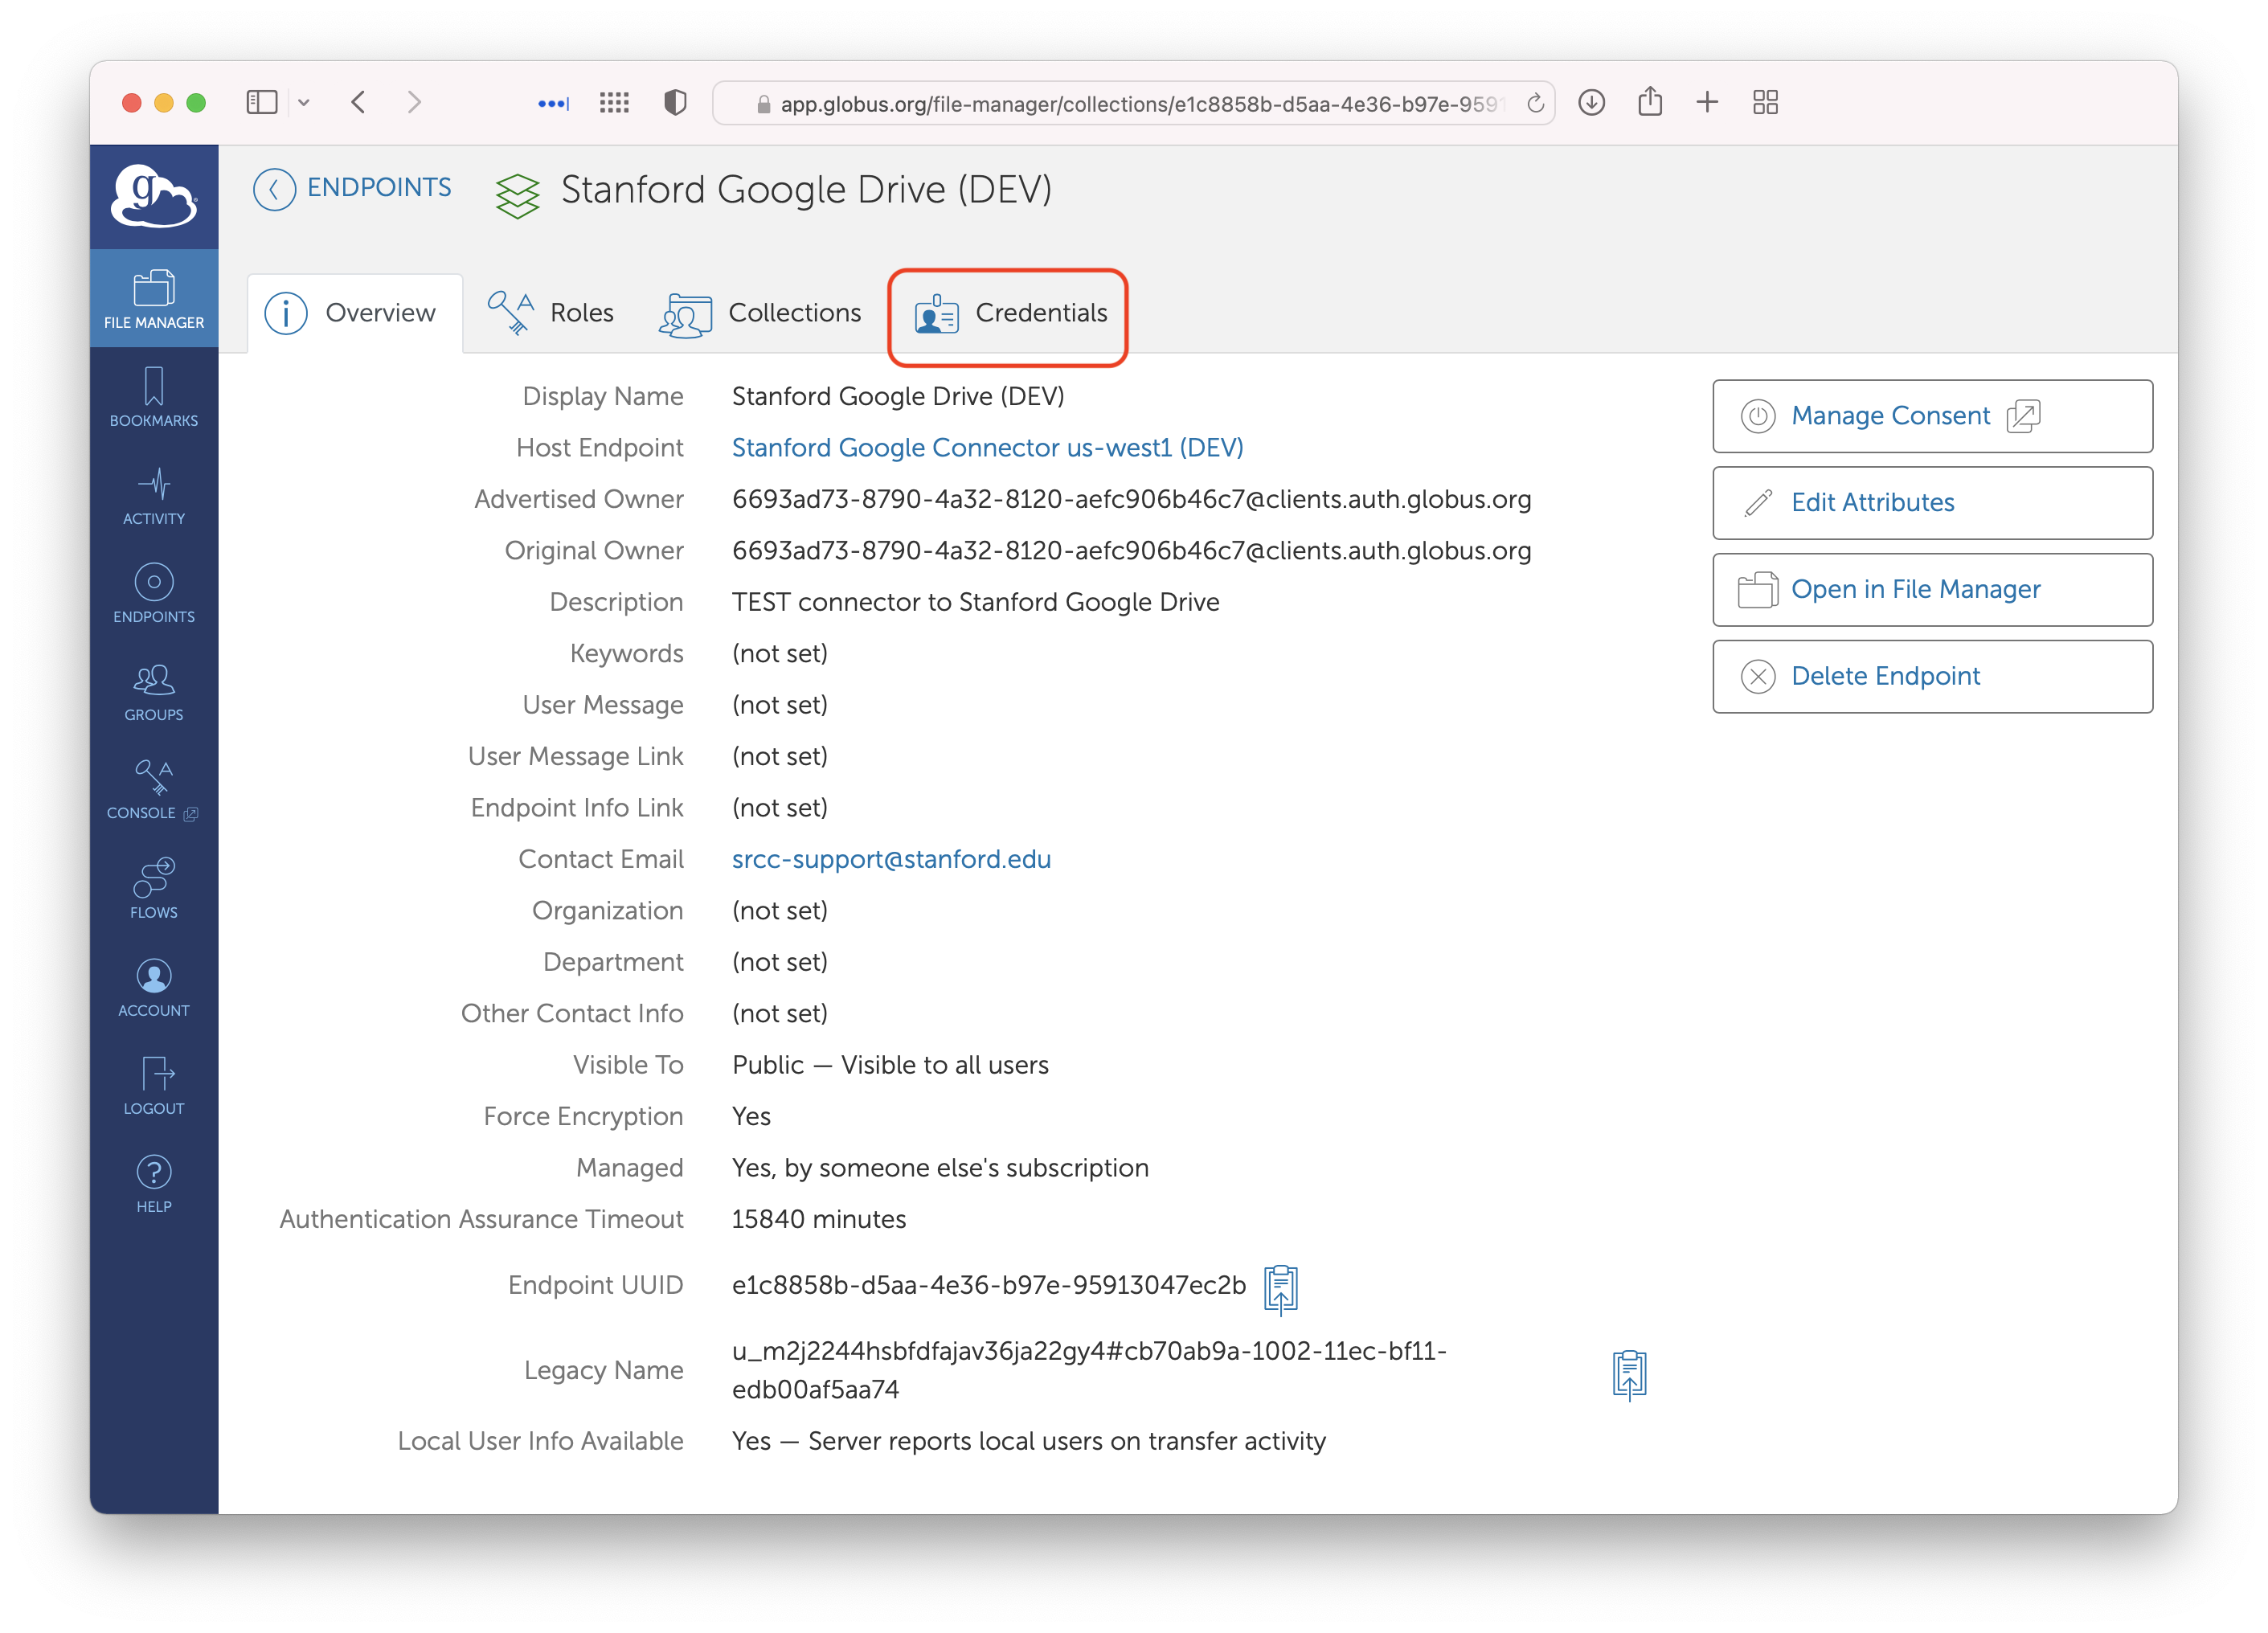 app.globus.org/file-manager/collections/e1c8858b-d5aa-4e36-b97e-9591
g
ENDPOINTS
Stanford Google Drive (DEV)
FILE MANAGER
BOOKMARKS
ACTIVITY
ENDPOINTS
GROUPS
CONSOLE
FLOWS
ACCOUNT
LOGOUT
HELP
Overview
Roles
Collections
Credentials
Display Name Stanford Google Drive (DEV)
Host Endpoint Stanford Google Connector us-west1 (DEV)
Advertised Owner 6693ad73-8790-4a32-8120-aefc906b46c7@clients.auth.globus.org
Original Owner 6693ad73-8790-4a32-8120-aefc906b46c7@clients.auth.globus.org
Description TEST connector to Stanford Google Drive
Keywords (not set)
User Message (not set)
User Message Link (not set)
Endpoint Info Link (not set)
Contact Email srcc-support@stanford.edu
Organization (not set)
Department (not set)
Other Contact Info (not set)
Visible To Public — Visible to all users
Force Encryption Yes
Managed Yes, by someone else's subscription
Authentication Assurance Timeout 15840 minutes
Endpoint UUID e1c8858b-d5aa-4e36-b97e-95913047ec2b
Legacy Name u_m2j2244hsbfdfajav36ja22gy4#cb70ab9a-1002-11ec-bf11-
edb00af5aa74
Local User Info Available Yes — Server reports local users on transfer activity
Manage Consent
Edit Attributes
Open in File Manager
Delete Endpoint